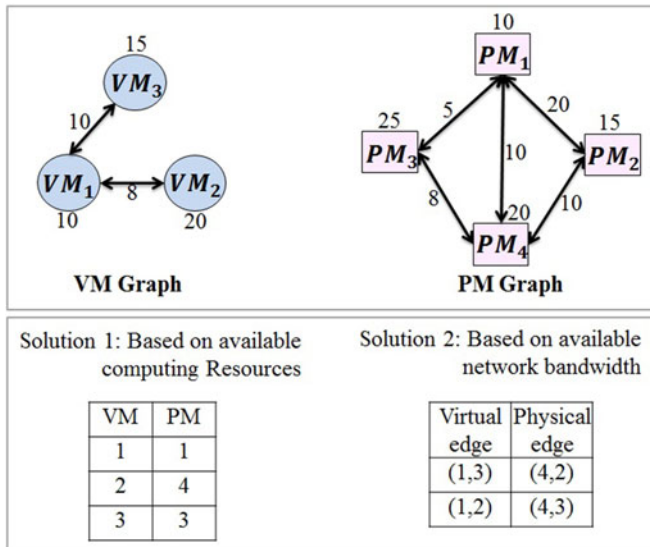 15
VM3
10
VM1
8
VM2
10
20
VM Graph
10
PM1
5
20
25
15
PM3
10
PM2
8
20
10
PM4
PM Graph
Solution 1: Based on available
computing Resources
VM PM
1 1
2 4
3 3
Solution 2: Based on available
network bandwidth
Virtual Physical
edge edge
(1,3) (4,2)
(1,2) (4,3)